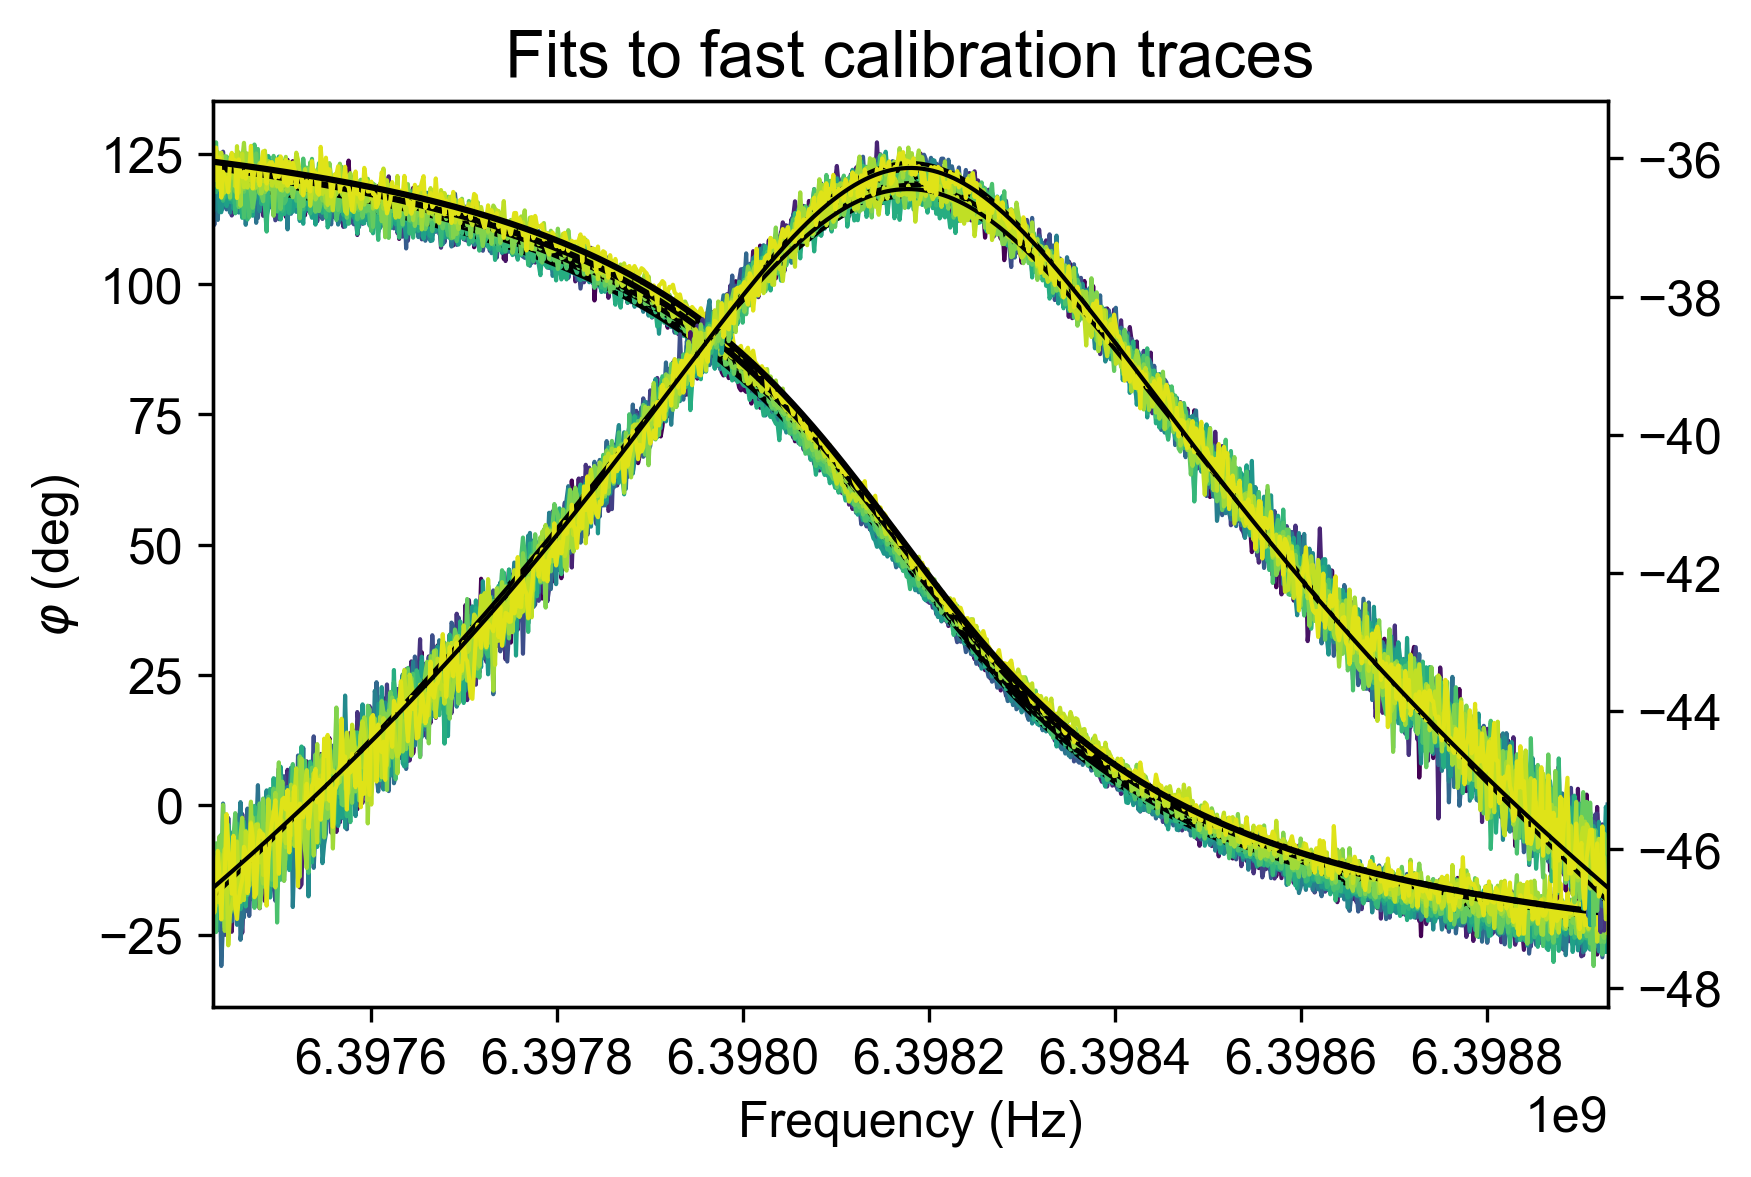 Fits to fast calibration traces
125
100
75
50
25
0
−25
φ (deg)
−36
−38
−40
−42
−44
−46
−48
6.3976 6.3978 6.3980 6.3982 6.3984 6.3986 6.3988
1e9
Frequency (Hz)